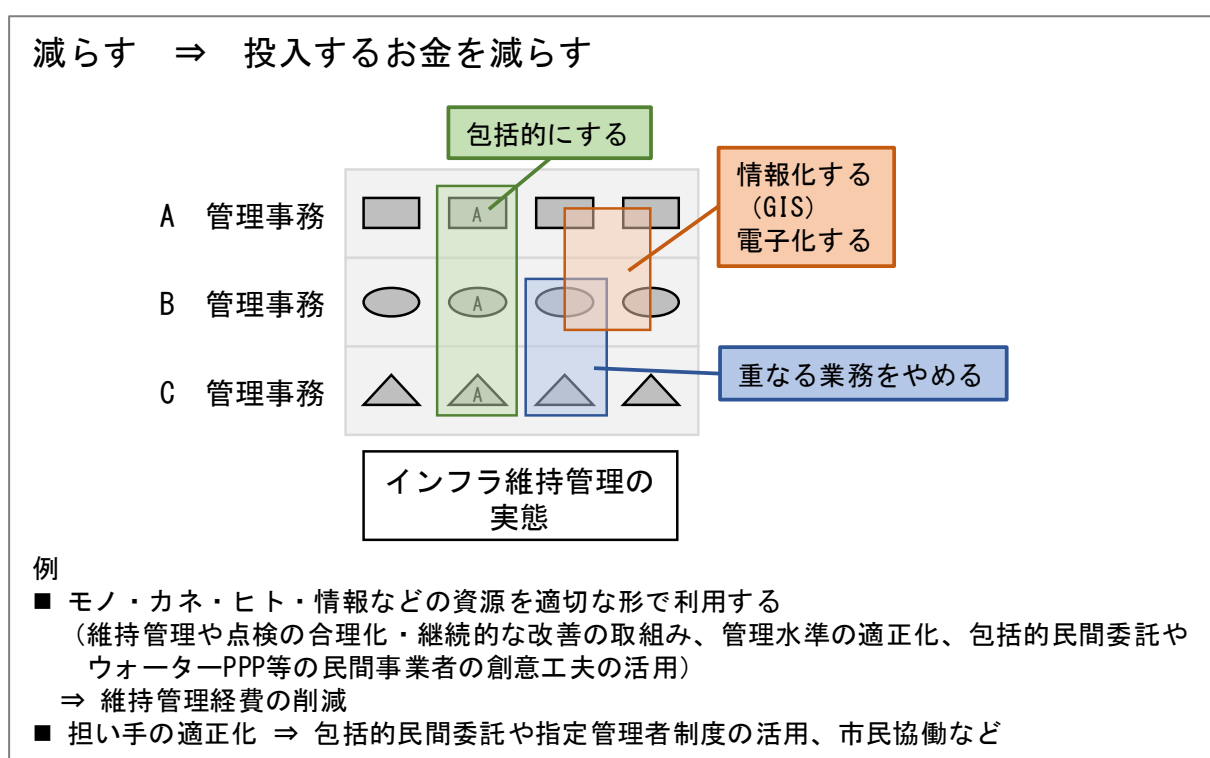 減らす ⇒ 投入するお金を減らす
包括的にする
情報化する
（GIS）
電子化する
A 管理事務
A
B 管理事務
A
重なる業務をやめる
C 管理事務
A
インフラ維持管理の
実態
例
■ モノ・カネ・ヒト・情報などの資源を適切な形で利用する
（維持管理や点検の合理化・継続的な改善の取組み、管理水準の適正化、包括的民間委託や
ウォーターPPP等の民間事業者の創意工夫の活用）
⇒ 維持管理経費の削減
■ 担い手の適正化 ⇒ 包括的民間委託や指定管理者制度の活用、市民協働など